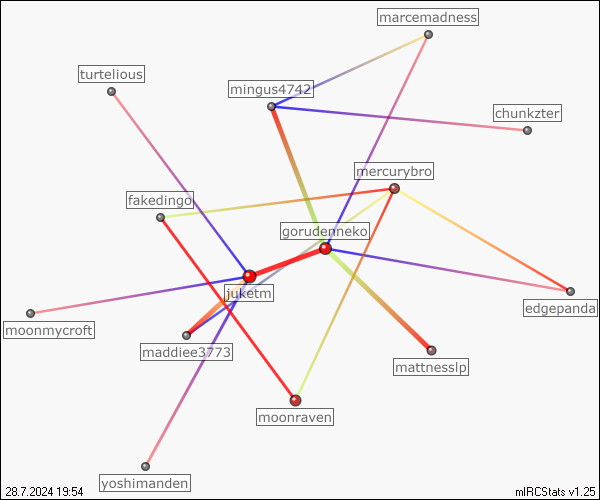 marcemadness
turtelious
mingus4742
chunkzter
mercurybro
fakedingo
gorudenneko
juketm
edgepanda
moonmycroft
maddiee3773
mattnesslp
moonraven
yoshimanden
28.7.2024 19:54
mIRCStats v1.25